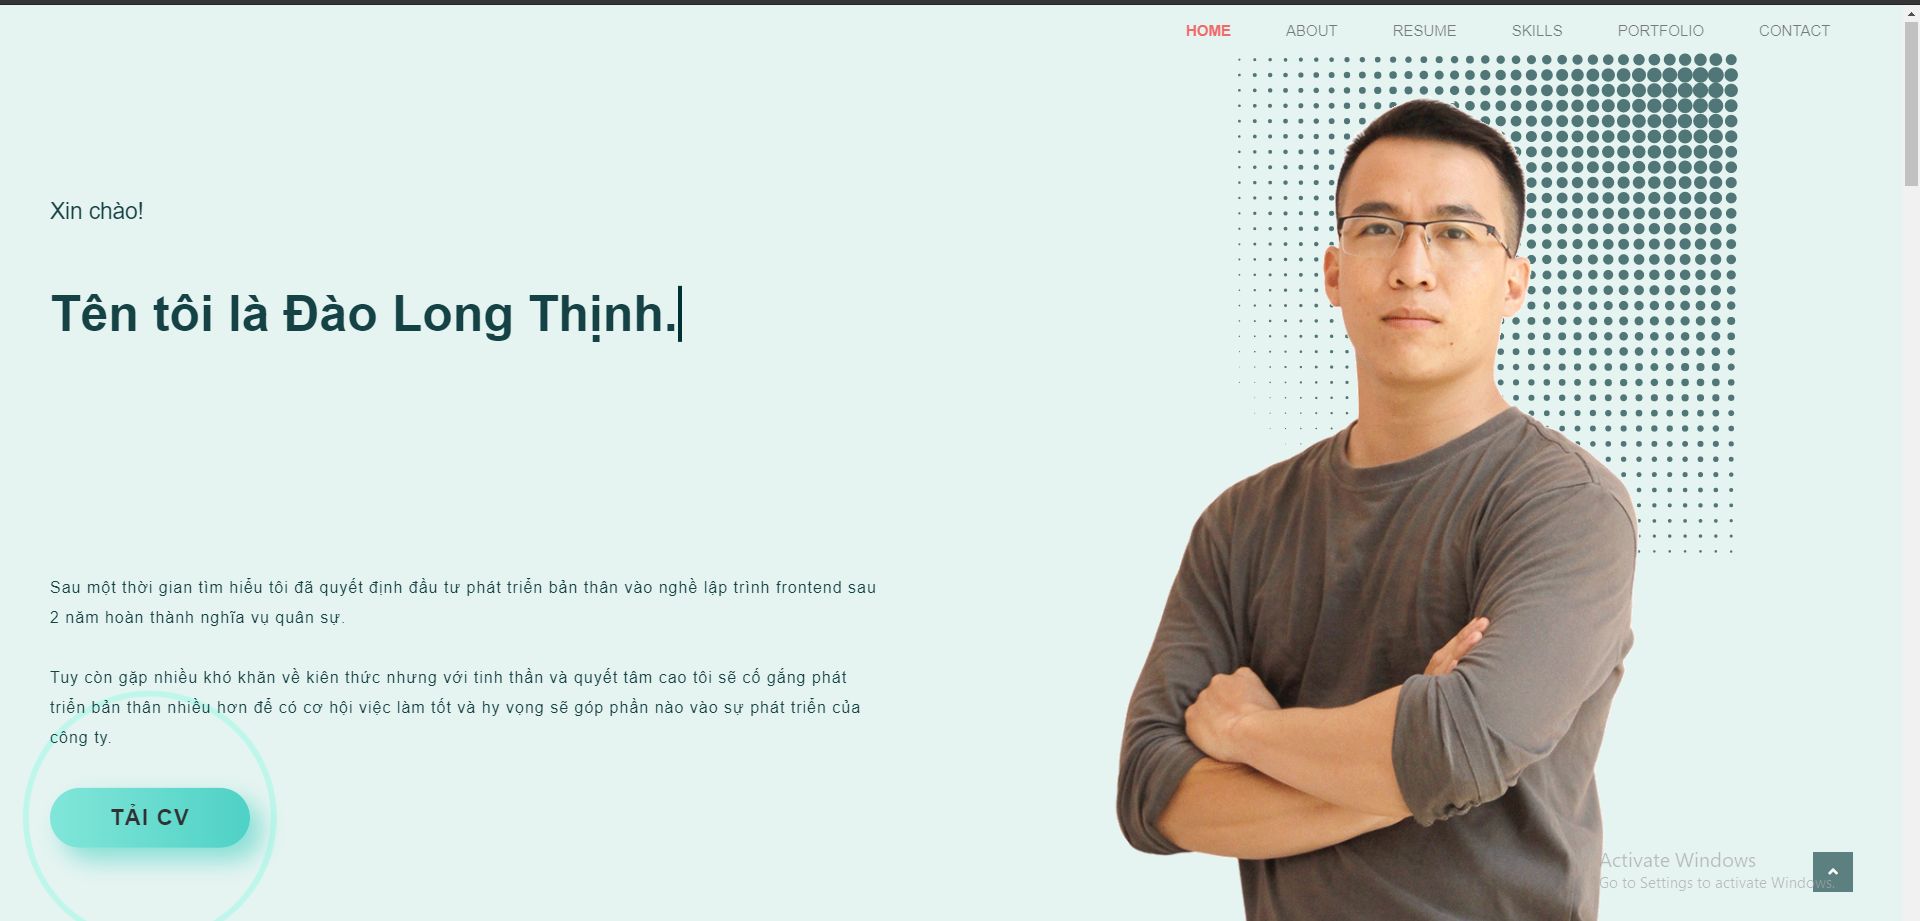 HOME ABOUT RESUME SKILLS PORTFOLIO CONTACT
Xin chào!
Tên tôi là Đào Long Thịnh.
Sau một thời gian tìm hiểu tôi đã quyết định đầu tư phát triển bản thân vào nghề lập trình frontend sau
2 năm hoàn thành nghĩa vụ quân sự.
Tuy còn gặp nhiều khó khăn về kiên thức nhưng với tinh thần và quyết tâm cao tôi sẽ cố gắng phát
triển bản thân nhiều hơn để có cơ hội việc làm tốt và hy vọng sẽ góp phần nào vào sự phát triển của
công ty.
TẢI CV
Activate Windows
Go to Settings to activate Windows.